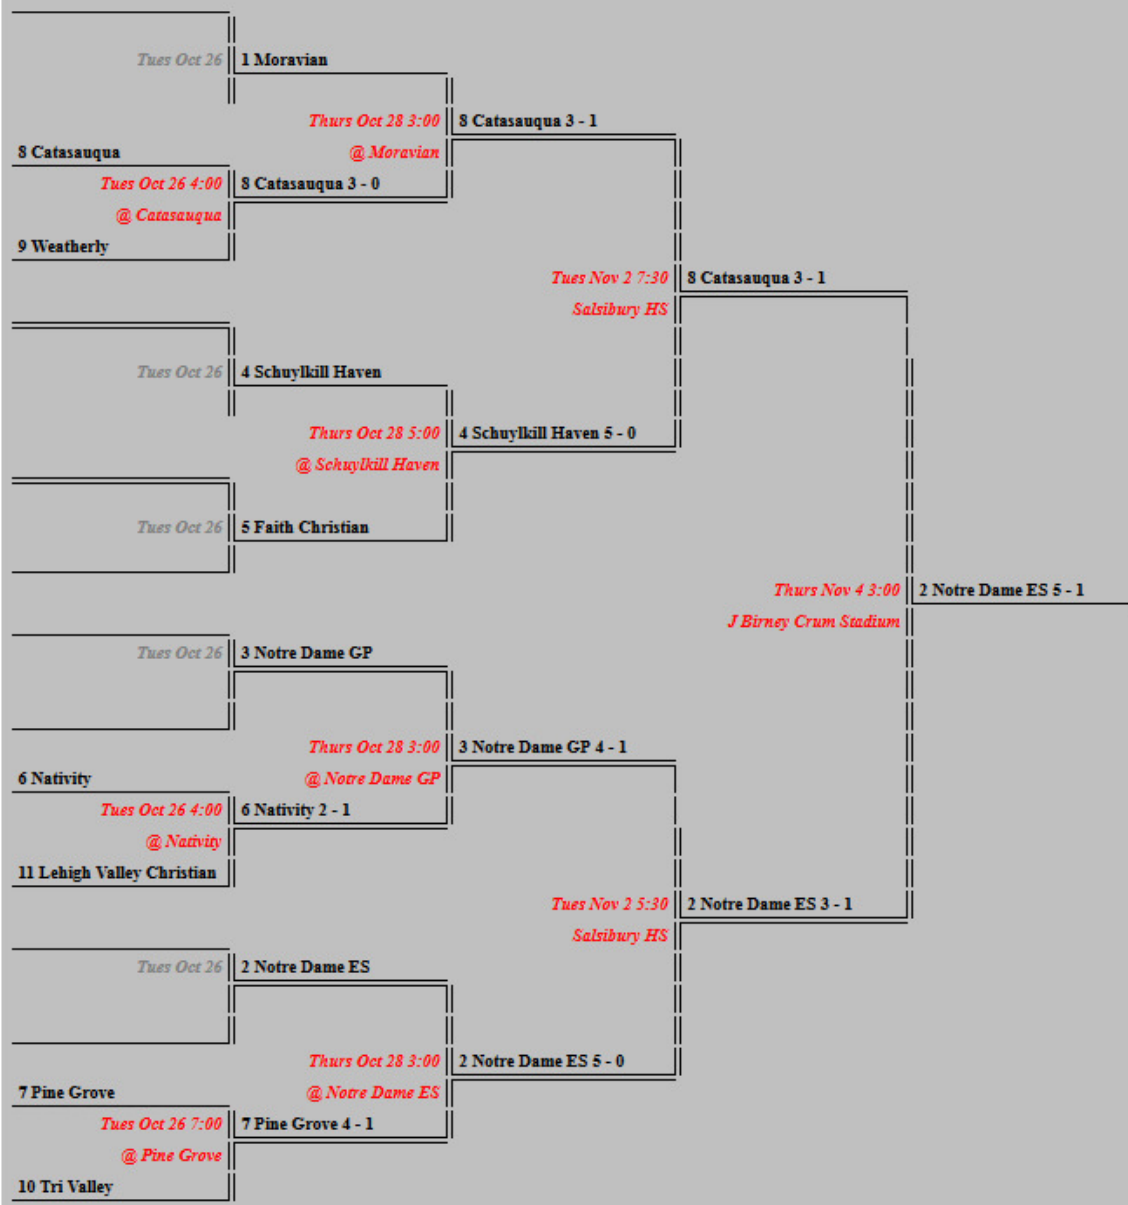 Tues Oct 26 1 Moravian
Thurs Oct 28 3:00 8 Catasauqua 3 - 1
8 Catasauqua @ Moravian
Tues Oct 26 4:00 8 Catasauqua 3 - 0
@ Catasauqua
9 Weatherly
Tues Nov 2 7:30 8 Catasauqua 3 - 1
Salsibury HS
Tues Oct 26 4 Schuylkill Haven
Thurs Oct 28 5:00 4 Schuylkill Haven 5 - 0
@ Schuylkill Haven
Tues Oct 26 5 Faith Christian
Thurs Nov 4 3:00 2 Notre Dame ES 5 - 1
J Birney Crum Stadium
Tues Oct 26 3 Notre Dame GP
Thurs Oct 28 3:00 3 Notre Dame GP 4 - 1
6 Nativity @ Notre Dame GP
Tues Oct 26 4:00 6 Nativity 2 - 1
@ Nativity
11 Lehigh Valley Christian
Tues Nov 2 5:30 2 Notre Dame ES 3 - 1
Salsibury HS
Tues Oct 26 2 Notre Dame ES
Thurs Oct 28 3:00 2 Notre Dame ES 5 - 0
7 Pine Grove @ Notre Dame ES
Tues Oct 26 7:00 7 Pine Grove 4 - 1
@ Pine Grove
10 Tri Valley